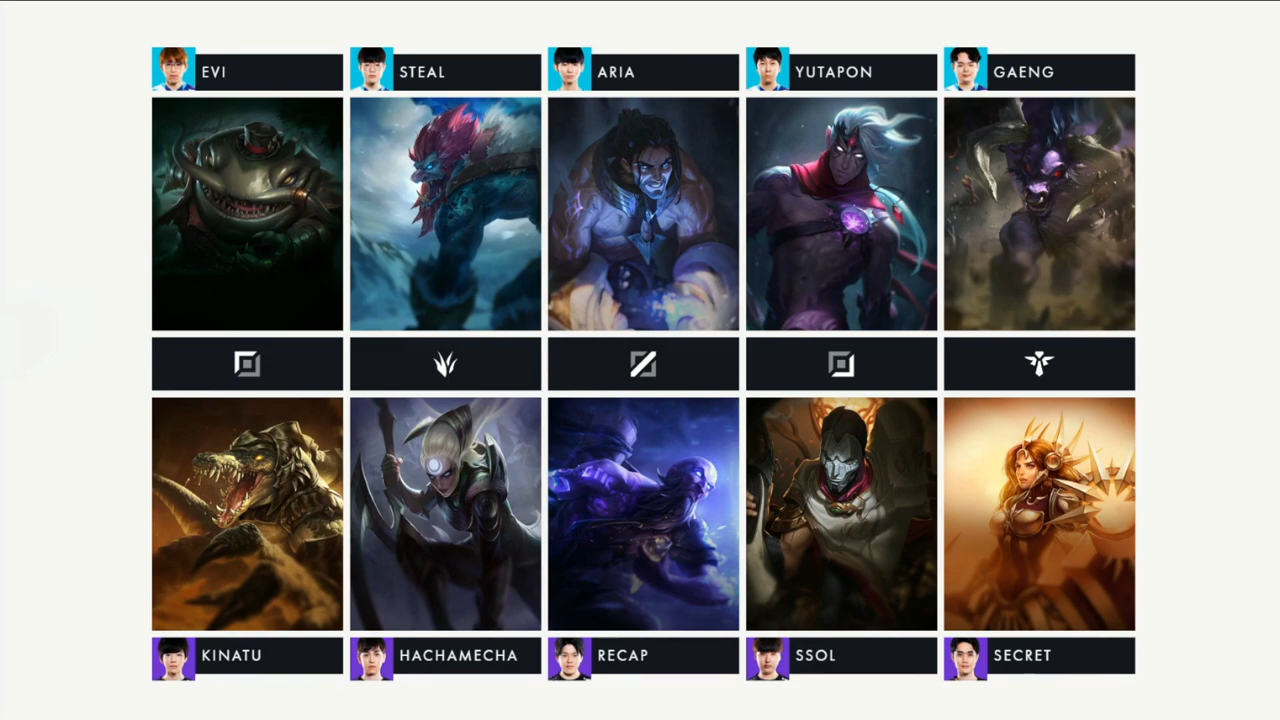 EVI
STEAL
ARIA
YUTAPON
GAENG
KINATU
HACHAMECHA
RECAP
SSOL
SECRET